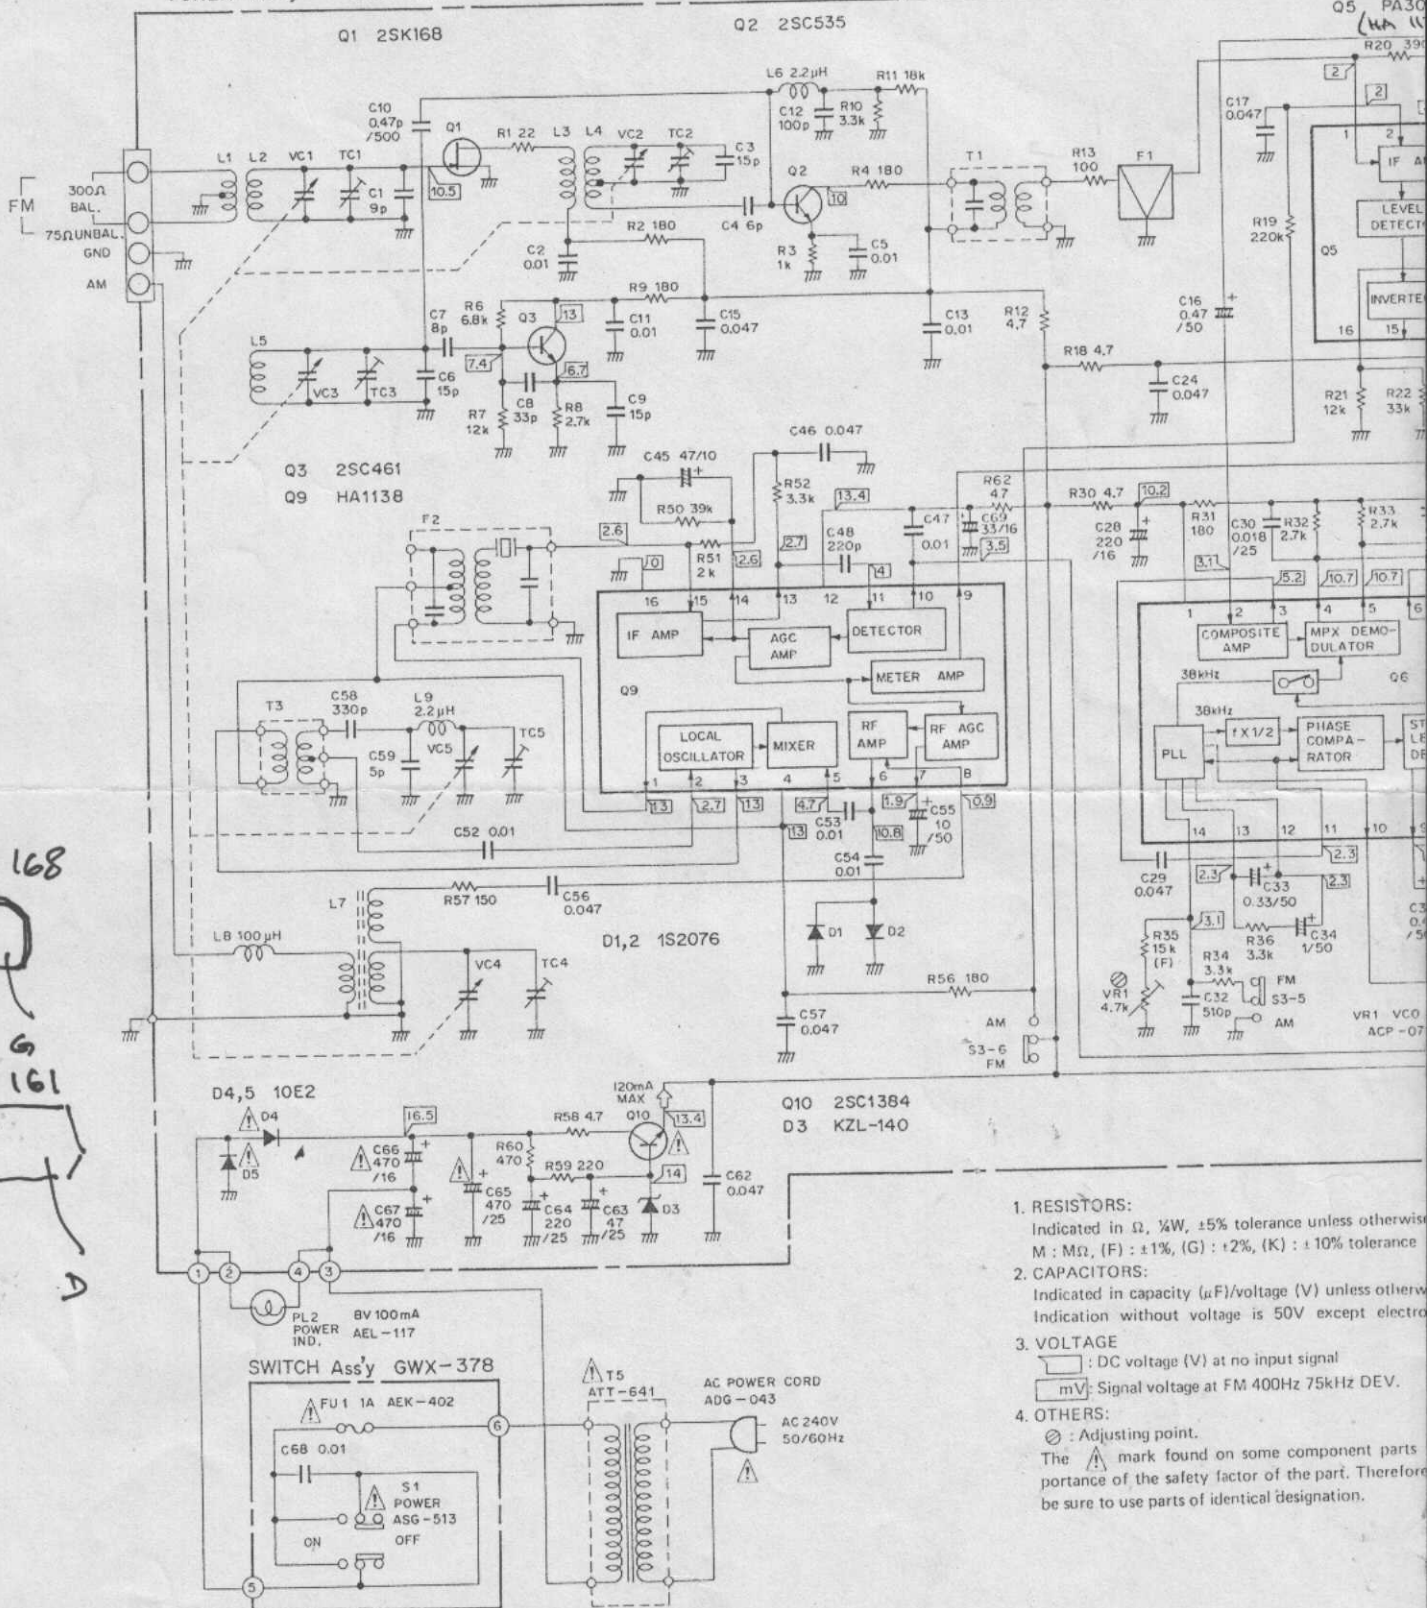 Q1 2SK168
Q2 2SC535
Q5 PA30
(HA 11
R20 390
L6 2.2μH
R11 18k
C10
0.47p
/500
Q1
R1 22
L3
L4
VC2
TC2
C3
15p
C12
100p
R10
3.3k
2
2
C17
0.047
1
2
L1
L2
VC1
TC1
C1
9p
10.5
Q2
R4 180
10
T1
R13
100
F1
IF A
FM
300Ω
BAL.
75Ω UNBAL.
GND
AM
C4 6p
R2 180
C2
0.01
R3
1k
C5
0.01
R19
220k
LEVEL
DETECT
Q5
INVERTE
16
15
R9 180
C7
8p
R6
6.8k
Q3
13
C11
0.01
C15
0.047
C13
0.01
R12
4.7
C16
0.47
/50
L5
VC3
TC3
C6
15p
7.4
6.7
C8
33p
R7
12k
R8
2.7k
C9
15p
R18 4.7
C24
0.047
R21
12k
R22
33k
Q3 2SC461
Q9 HA1138
C45 47/10
C46 0.047
R52
3.3k
13.4
R62
4.7
R50 39k
C69
33/16
R30 4.7
10.2
C28
220
/16
R31
180
C30
0.018
/25
R32
2.7k
R33
2.7k
F2
2.6
R51
2k
2.6
2.7
C48
220p
C47
0.01
3.5
4
0
3.1
5.2
10.7
10.7
16
15
14
13
12
11
10
9
IF AMP
AGC
AMP
DETECTOR
METER AMP
Q9
LOCAL
OSCILLATOR
MIXER
RF
AMP
RF AGC
AMP
1
2
3
4
5
6
7
8
1
2
3
4
5
6
COMPOSITE
AMP
MPX DEMO-
DULATOR
38kHz
Q6
38kHz
PLL
f X 1/2
PHASE
COMPA-
RATOR
ST
LE
DE
14
13
12
11
10
9
T3
C58
330p
L9
2.2μH
C59
5p
VC5
TC5
13
2.7
13
13
4.7
1.9
0.9
C53
0.01
10.8
C55
10
/50
C52 0.01
C54
0.01
C29
0.047
2.3
2.3
2.3
C33
0.33/50
168
G
161
D
L7
R57 150
C56
0.047
L8 100μH
D1,2 1S2076
D1
D2
VC4
TC4
R35
15k
(F)
3.1
R34
3.3k
R36
3.3k
C34
1/50
VR1
4.7k
C32
510p
FM
S3-5
AM
VR1 VCO
ACP-07
R56 180
C57
0.047
AM
S3-6
FM
D4,5 10E2
D4
D5
16.5
120mA
MAX
Q10
13.4
R58 4.7
R60
470
R59 220
14
C66
470
/16
C67
470
/16
C65
470
/25
C64
220
/25
C63
47
/25
D3
C62
0.047
Q10 2SC1384
D3 KZL-140
1
2
4
3
PL2
POWER
IND.
8V 100mA
AEL-117
SWITCH Ass'y GWX-378
FU1 1A AEK-402
6
C68 0.01
S1
POWER
ASG-513
ON
OFF
5
T5
ATT-641
AC POWER CORD
ADG-043
AC 240V
50/60Hz
1. RESISTORS:
Indicated in Ω, ¼W, ±5% tolerance unless otherwis
M : MΩ, (F) : ±1%, (G) : ±2%, (K) : ±10% tolerance
2. CAPACITORS:
Indicated in capacity (μF)/voltage (V) unless otherw
Indication without voltage is 50V except electro
3. VOLTAGE
: DC voltage (V) at no input signal
mV : Signal voltage at FM 400Hz 75kHz DEV.
4. OTHERS:
: Adjusting point.
The ⚠ mark found on some component parts
portance of the safety factor of the part. Therefore
be sure to use parts of identical designation.